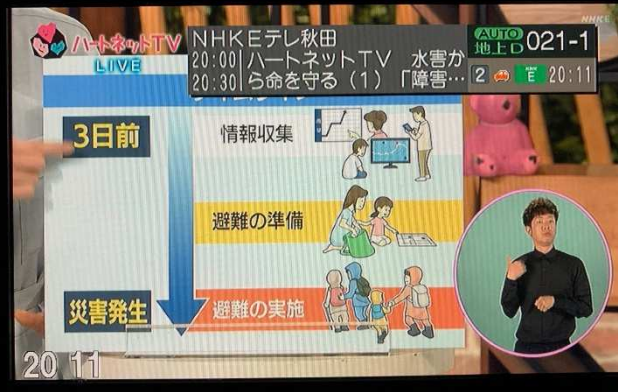 ハートネットTV
LIVE
NHKEテレ秋田
20:00 ハートネットTV 水害か
20:30 ら命を守る(1)「障害…
AUTO
地上D
021-1
2
E
20:11
NHKE
3日前
情報収集
避難の準備
災害発生
避難の実施
20 11